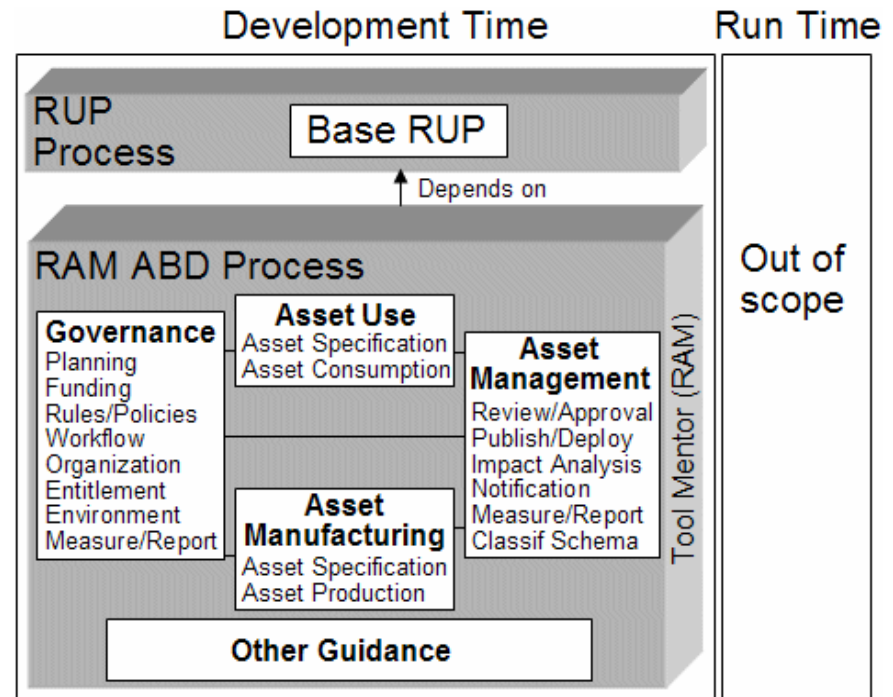 Development Time
Run Time
RUP
Process
Base RUP
Depends on
RAM ABD Process
Governance
Planning
Funding
Rules/Policies
Workflow
Organization
Entitlement
Environment
Measure/Report
Asset Use
Asset Specification
Asset Consumption
Asset
Manufacturing
Asset Specification
Asset Production
Asset
Management
Review/Approval
Publish/Deploy
Impact Analysis
Notification
Measure/Report
Classif Schema
Other Guidance
Tool Mentor (RAM)
Out of
scope